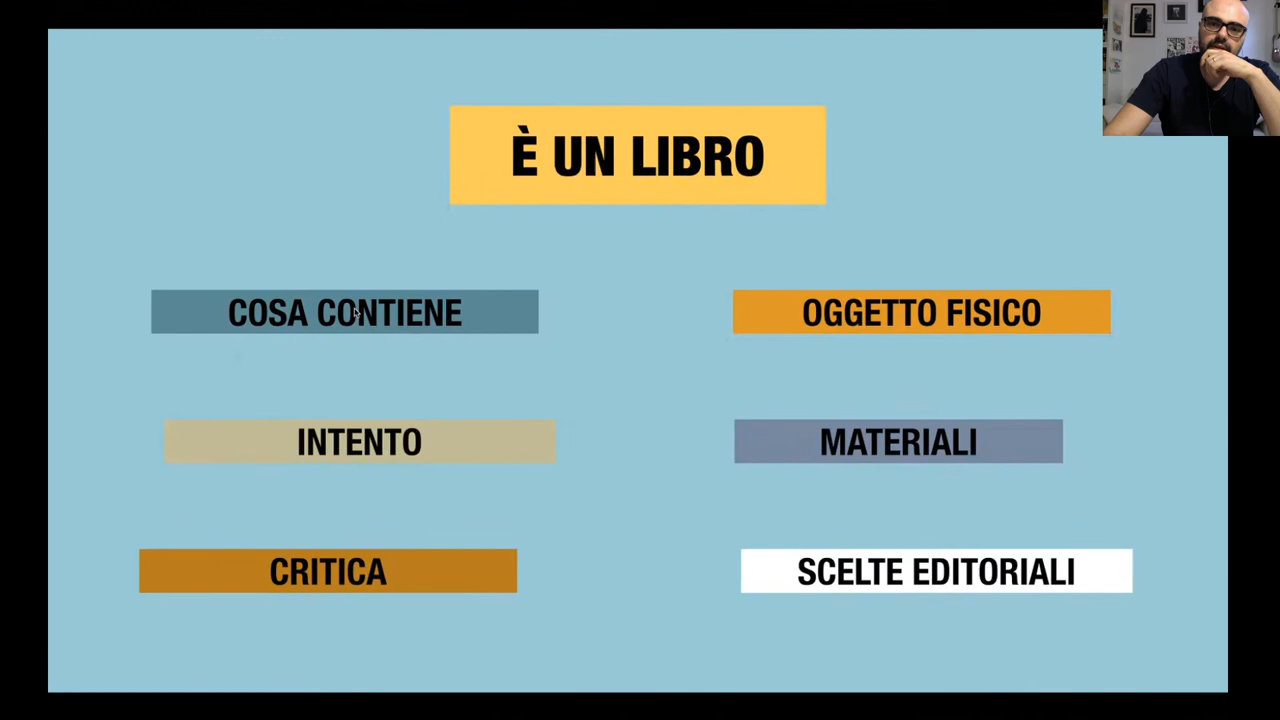 È UN LIBRO
COSA CONTIENE
OGGETTO FISICO
INTENTO
MATERIALI
CRITICA
SCELTE EDITORIALI